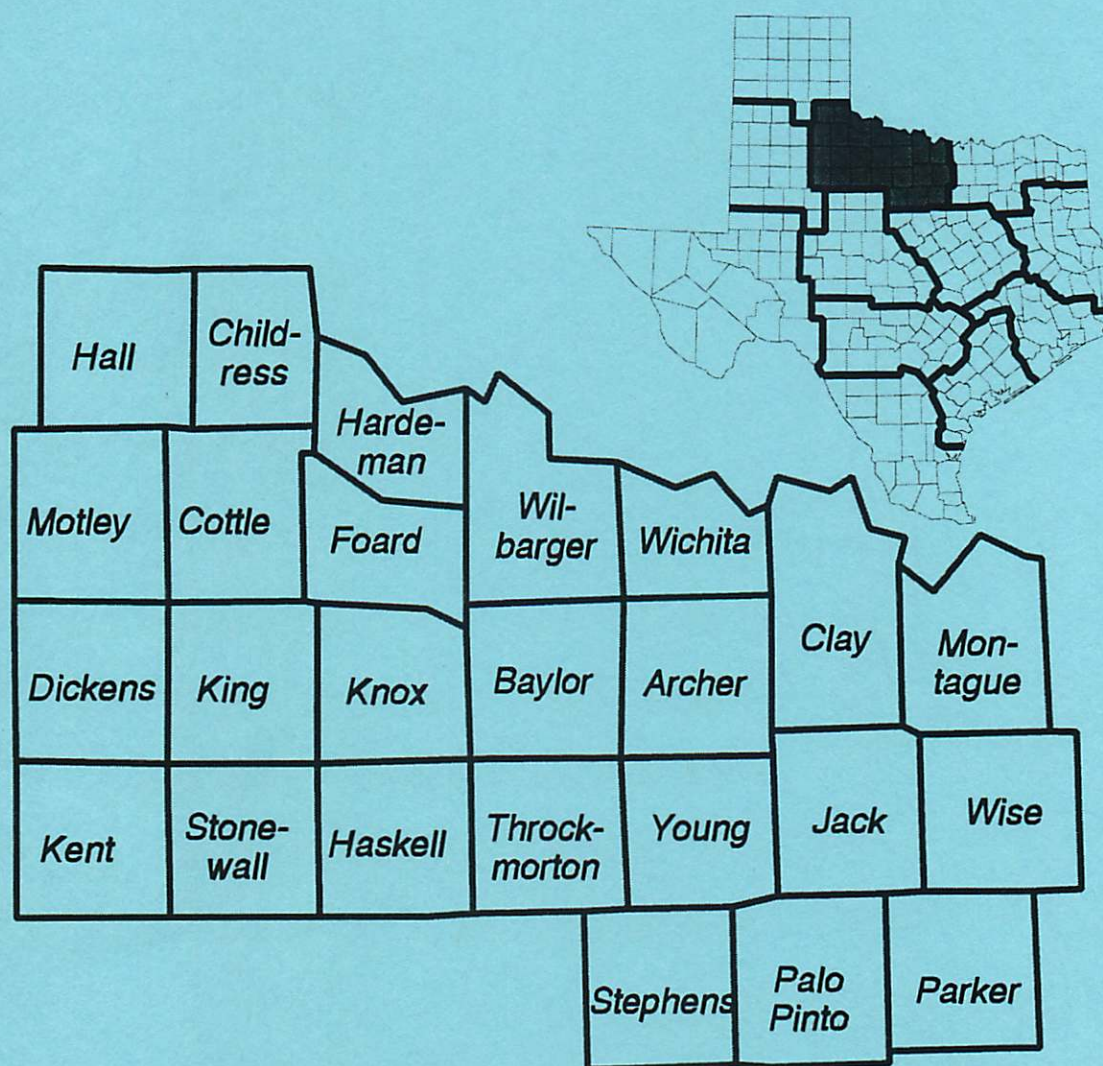 Hall
Child-
ress
Harde-
man
Motley
Cottle
Foard
Wil-
barger
Wichita
Clay
Mon-
tague
Dickens
King
Knox
Baylor
Archer
Kent
Stone-
wall
Haskell
Throck-
morton
Young
Jack
Wise
Stephens
Palo
Pinto
Parker